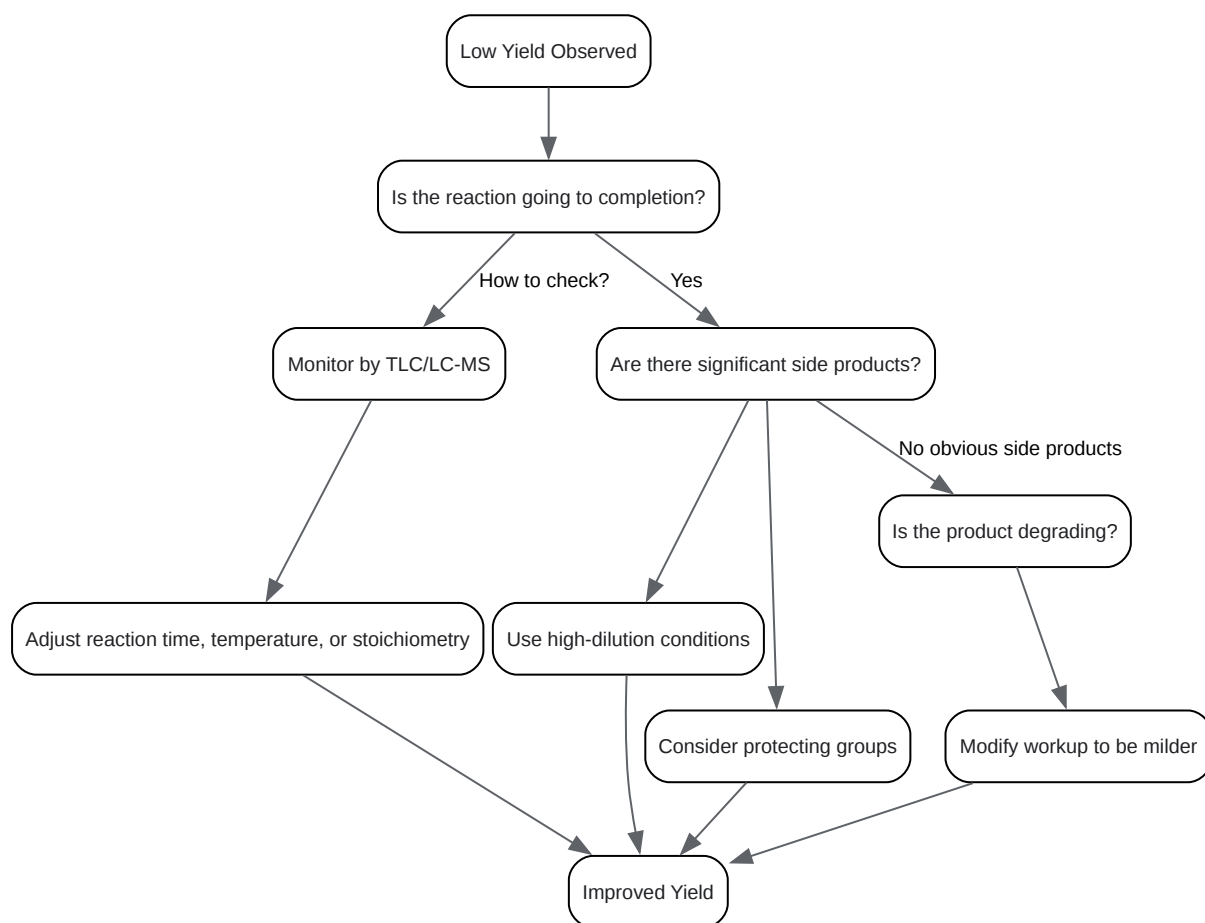 Low Yield Observed
Is the reaction going to completion?
How to check?
Yes
Monitor by TLC/LC-MS
Are there significant side products?
No obvious side products
Is the product degrading?
Adjust reaction time, temperature, or stoichiometry
Use high-dilution conditions
Consider protecting groups
Modify workup to be milder
Improved Yield